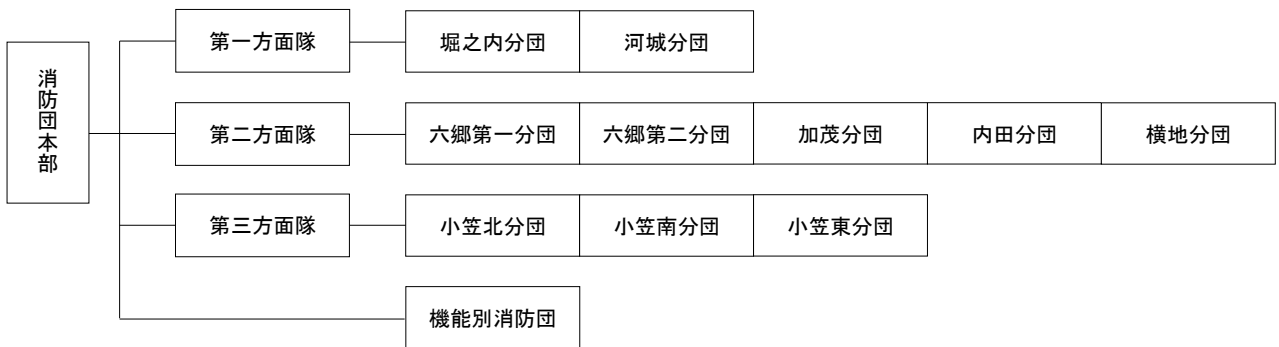 消防団本部
第一方面隊
堀之内分団
河城分団
第二方面隊
六郷第一分団
六郷第二分団
加茂分団
内田分団
横地分団
第三方面隊
小笠北分団
小笠南分団
小笠東分団
機能別消防団